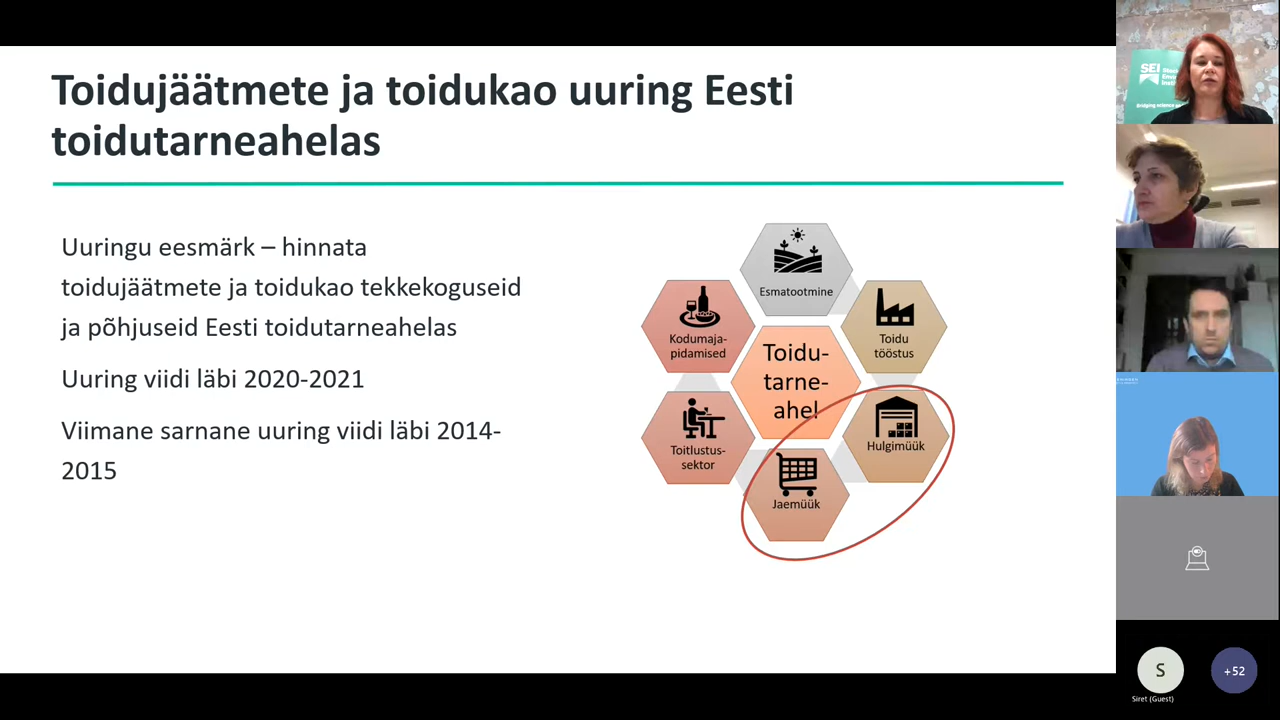 Toidujäätmete ja toidukao uuring Eesti
toidutarneahelas
Uuringu eesmärk – hinnata
toidujäätmete ja toidukao tekkekoguseid
ja põhjuseid Eesti toidutarneahelas
Uuring viidi läbi 2020-2021
Viimane sarnane uuring viidi läbi 2014-
2015
Esmatootmine
Toidu
tööstus
Hulgimüük
Jaemüük
Toitlustus-
sektor
Kodumaja-
pidamised
Toidu-
tarne-
ahel
SEI
S
Siret (Guest)
+52